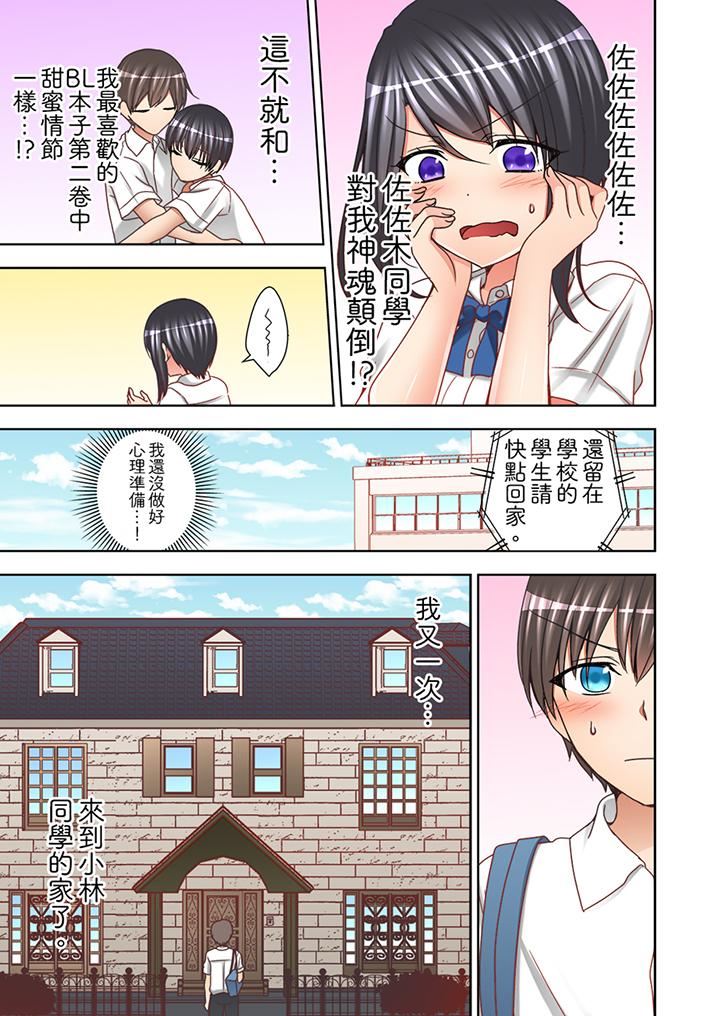 佐佐佐佐佐佐…
佐佐木同學
對我神魂顛倒!?
這不就和…
我最喜歡的
BL本子第二卷中
甜蜜情節
一樣…!?
還留在
學校的
學生請
快點回家。
我還沒做好
心理準備…!
我又一次…
來到小林
同學的家了。